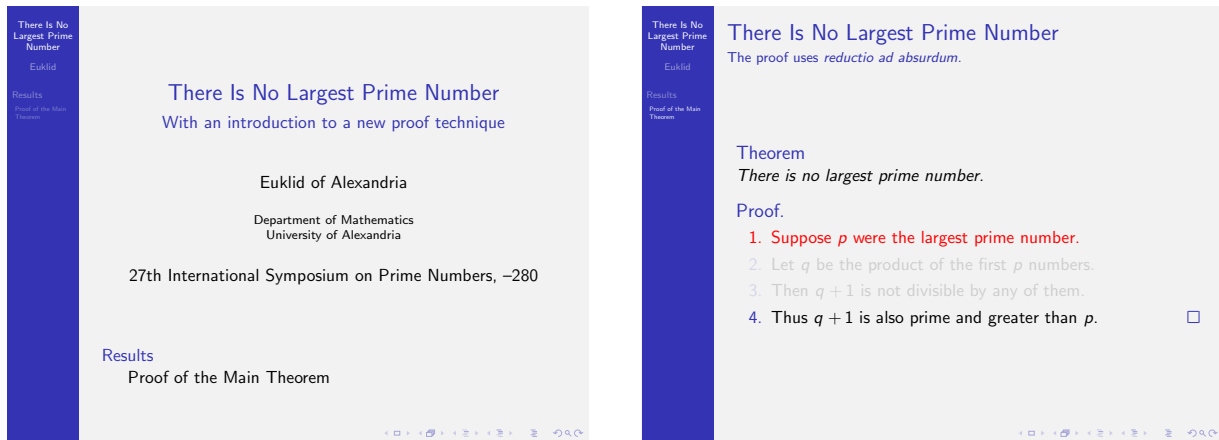 There Is No
Largest Prime
Number
Euklid
Results
Proof of the Main
Theorem
There Is No Largest Prime Number
With an introduction to a new proof technique
Euklid of Alexandria
Department of Mathematics
University of Alexandria
27th International Symposium on Prime Numbers, –280
Results
Proof of the Main Theorem
There Is No
Largest Prime
Number
Euklid
Results
Proof of the Main
Theorem
There Is No Largest Prime Number
The proof uses reductio ad absurdum.
Theorem
There is no largest prime number.
Proof.
1. Suppose p were the largest prime number.
2. Let q be the product of the first p numbers.
3. Then q + 1 is not divisible by any of them.
4. Thus q + 1 is also prime and greater than p. □